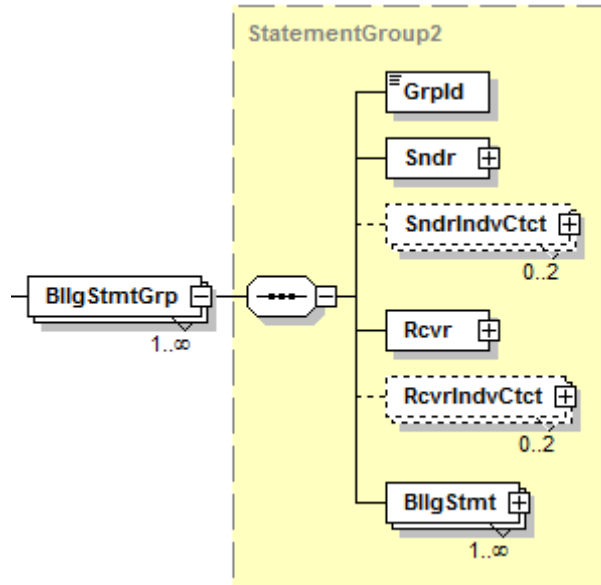 StatementGroup2
GrpId
Sndr
SndrIndvCtct
0..2
BllgStmtGrp
1..∞
Rcvr
RcvrIndvCtct
0..2
BllgStmt
1..∞